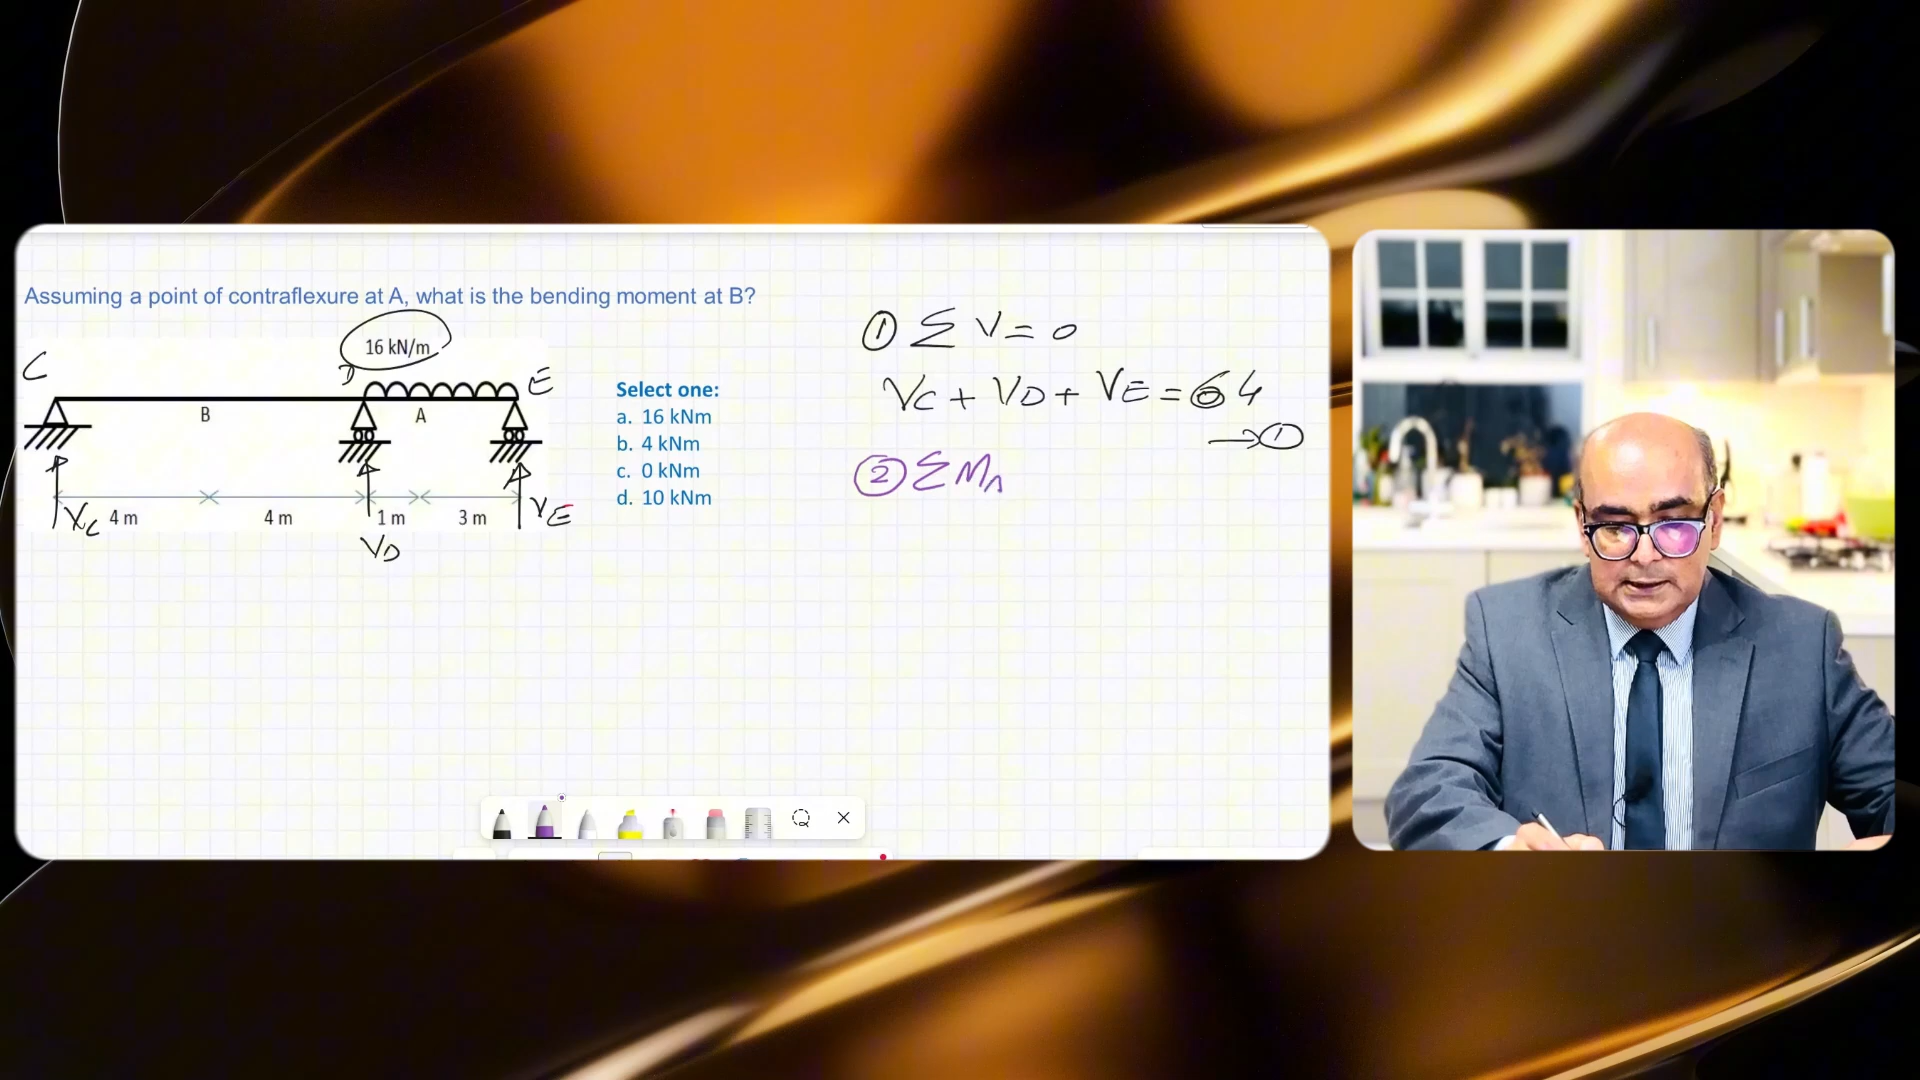 Assuming a point of contraflexure at A, what is the bending moment at B?
C
16 kN/m
D
E
B
A
Vc
4 m
4 m
1 m
3 m
VE
VD
Select one:
a. 16 kNm
b. 4 kNm
c. 0 kNm
d. 10 kNm
① Σ V = 0
Vc + VD + VE = 64
→①
② Σ MA